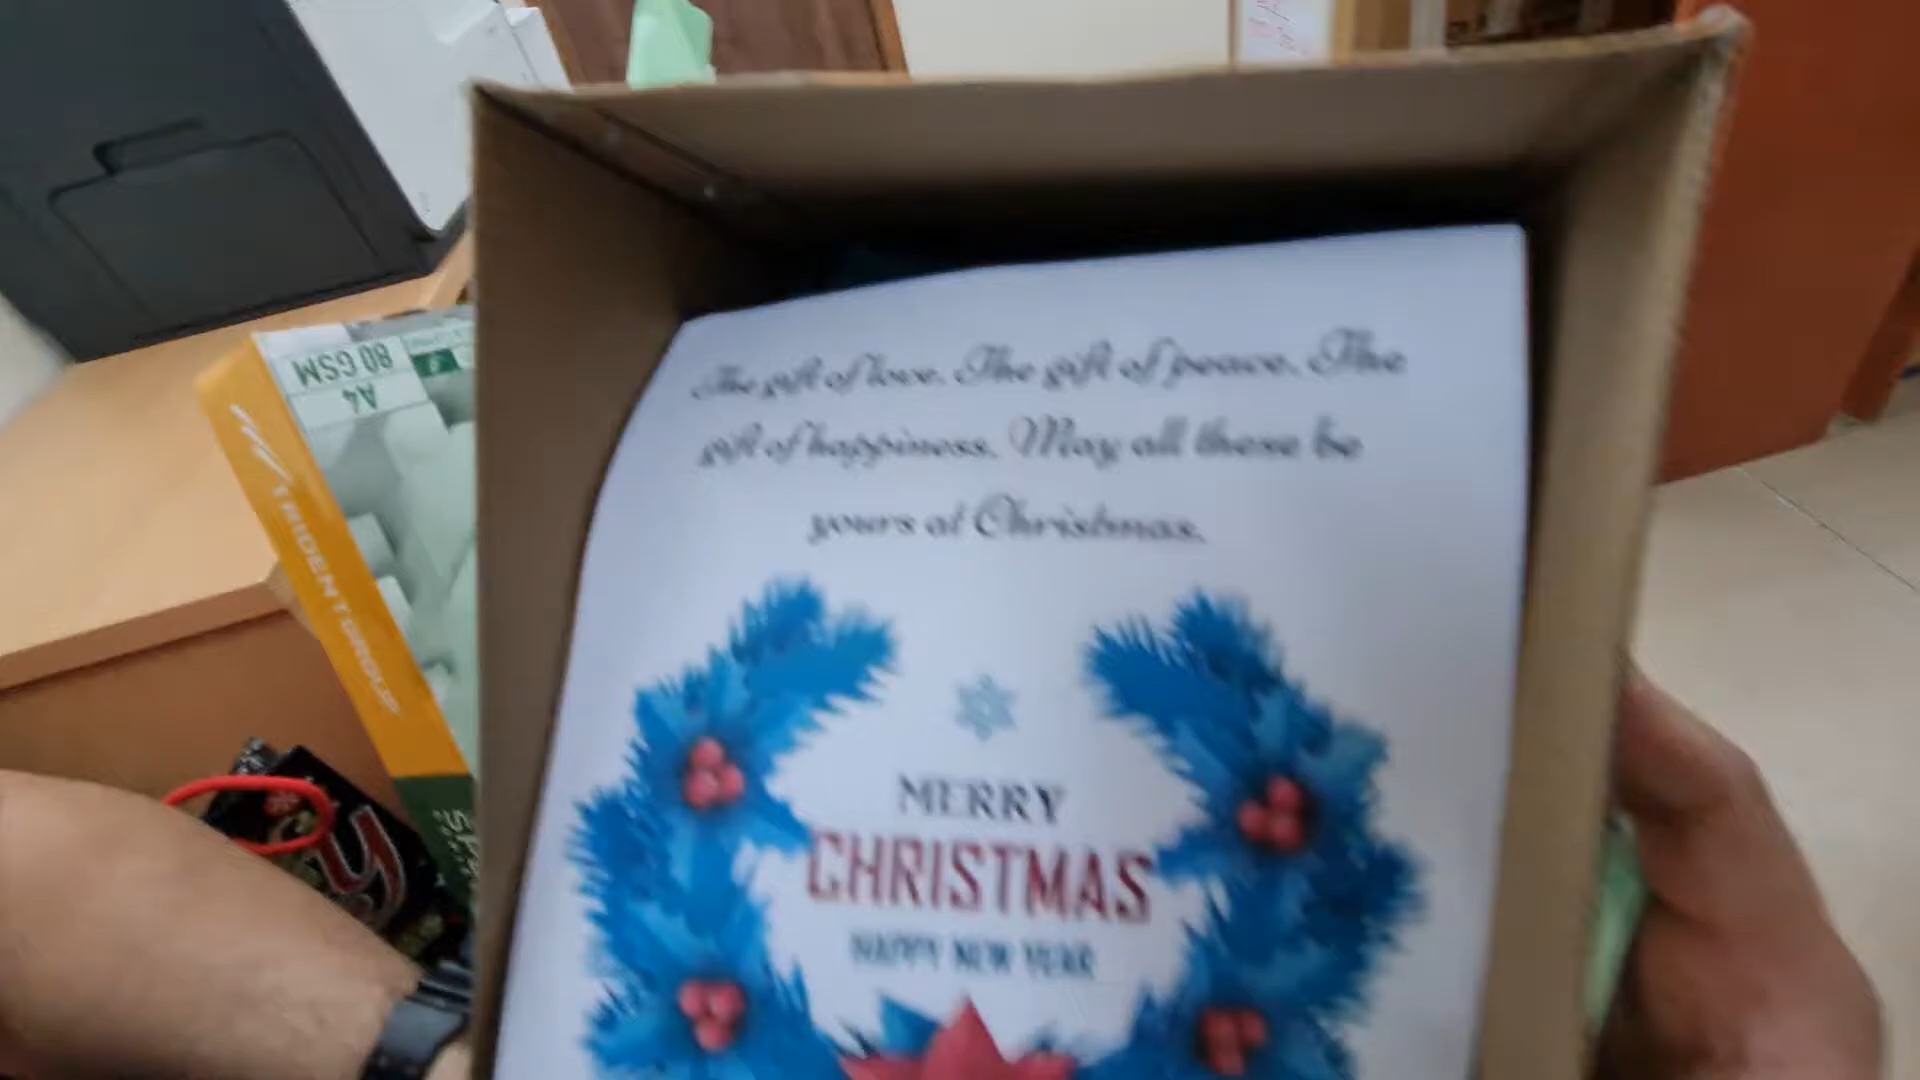 The gift of love. The gift of peace. The
gift of happiness. May all these be
yours at Christmas.
MERRY
CHRISTMAS
HAPPY NEW YEAR
80 GSM
A4
TRIDENT GROUP